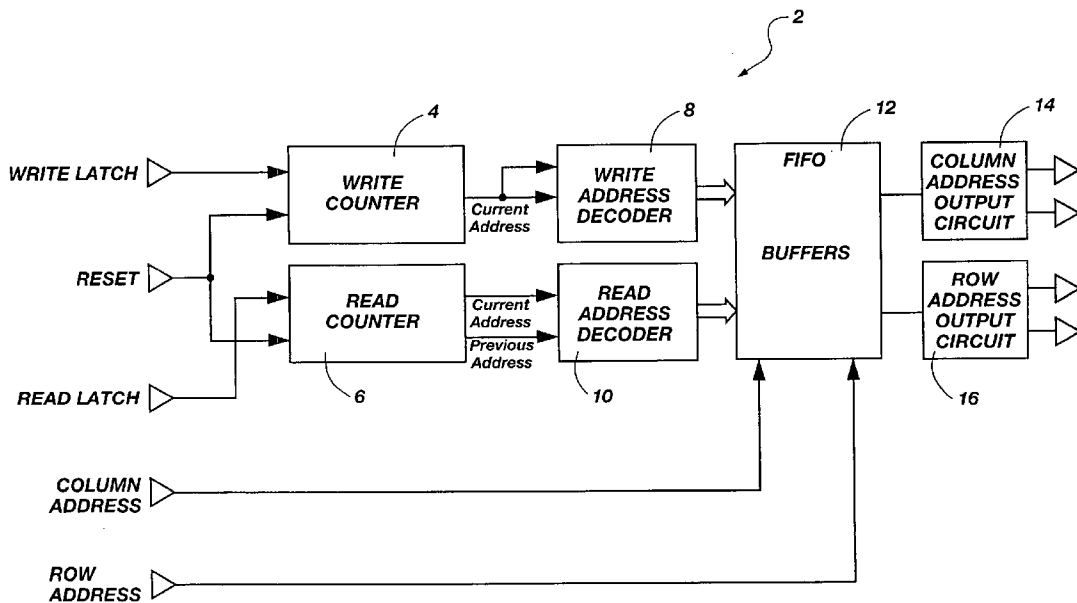 2
4
8
12
14
WRITE LATCH
WRITE
COUNTER
Current
Address
WRITE
ADDRESS
DECODER
FIFO
BUFFERS
COLUMN
ADDRESS
OUTPUT
CIRCUIT
RESET
READ
COUNTER
Current
Address
Previous
Address
READ
ADDRESS
DECODER
ROW
ADDRESS
OUTPUT
CIRCUIT
READ LATCH
6
10
16
COLUMN
ADDRESS
ROW
ADDRESS